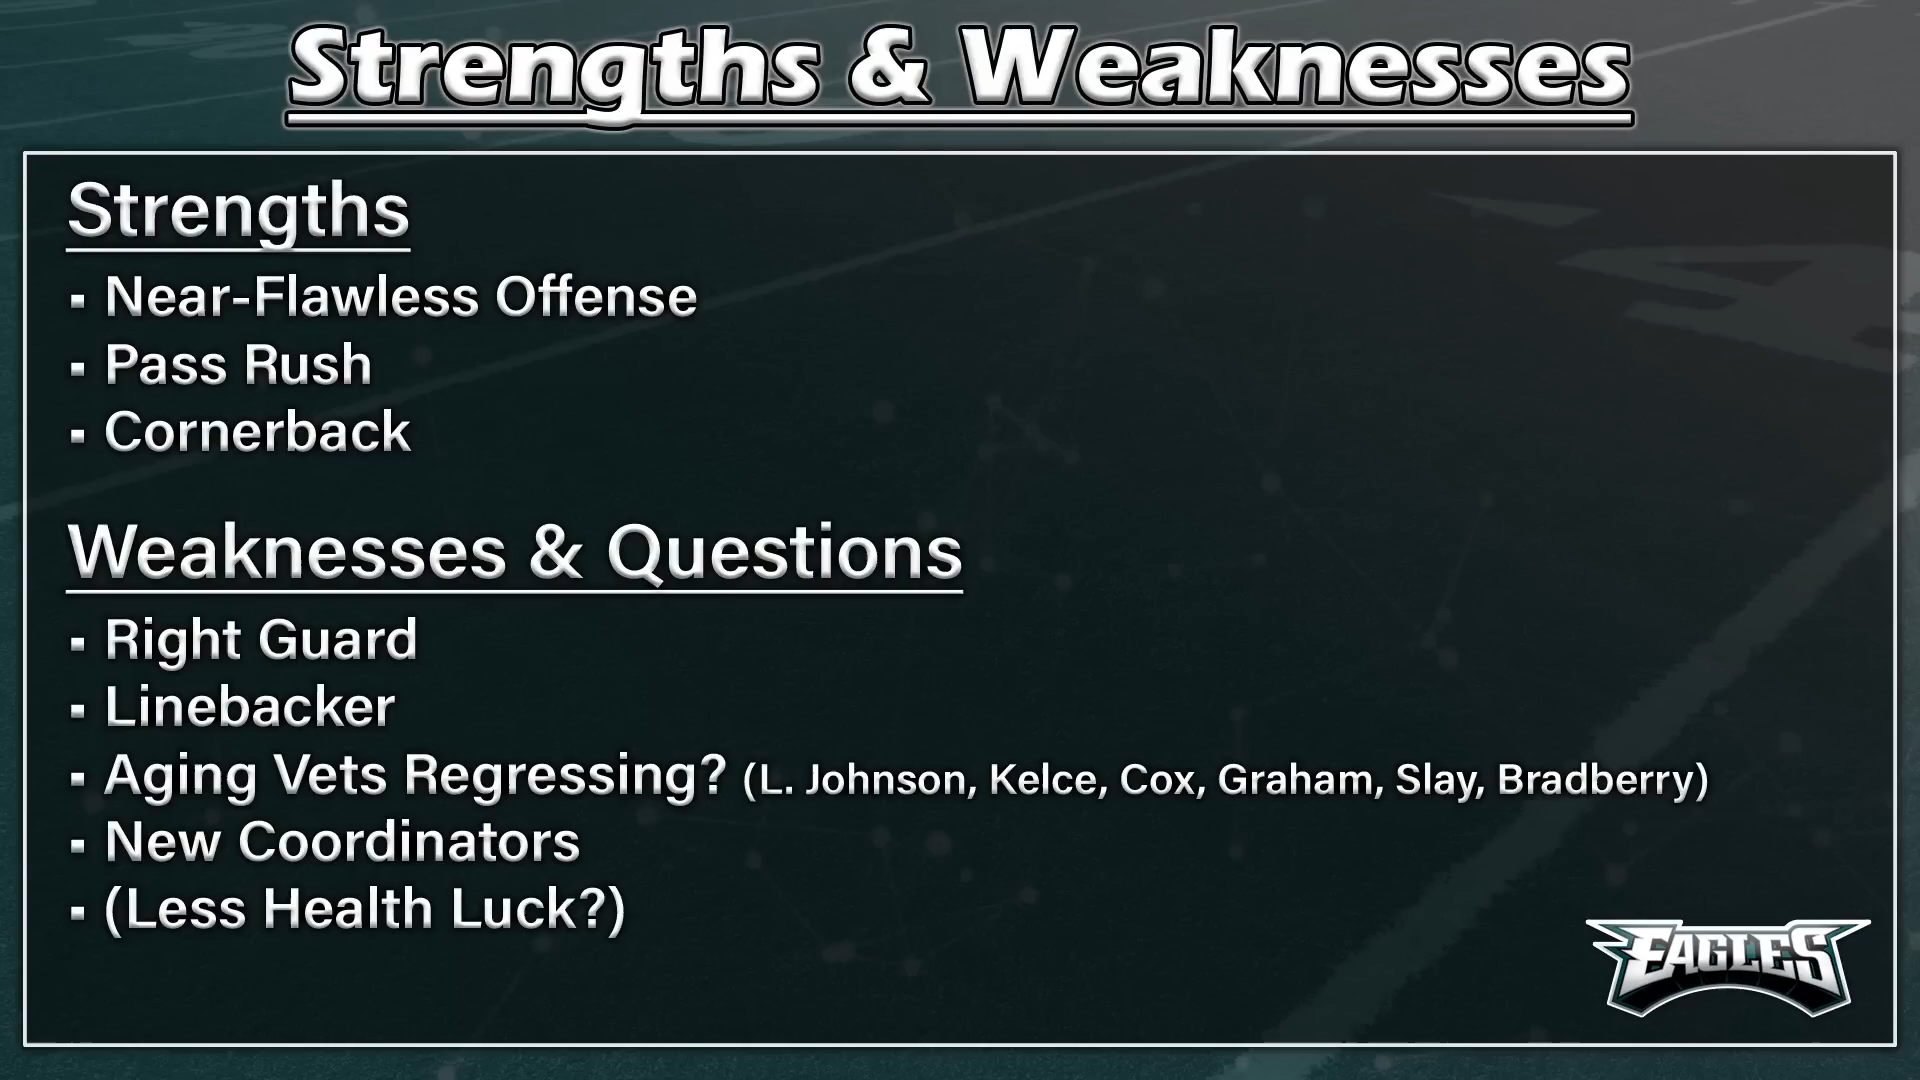 Strengths & Weaknesses
Strengths
▪ Near-Flawless Offense
▪ Pass Rush
▪ Cornerback
Weaknesses & Questions
▪ Right Guard
▪ Linebacker
▪ Aging Vets Regressing? (L. Johnson, Kelce, Cox, Graham, Slay, Bradberry)
▪ New Coordinators
▪ (Less Health Luck?)
EAGLES